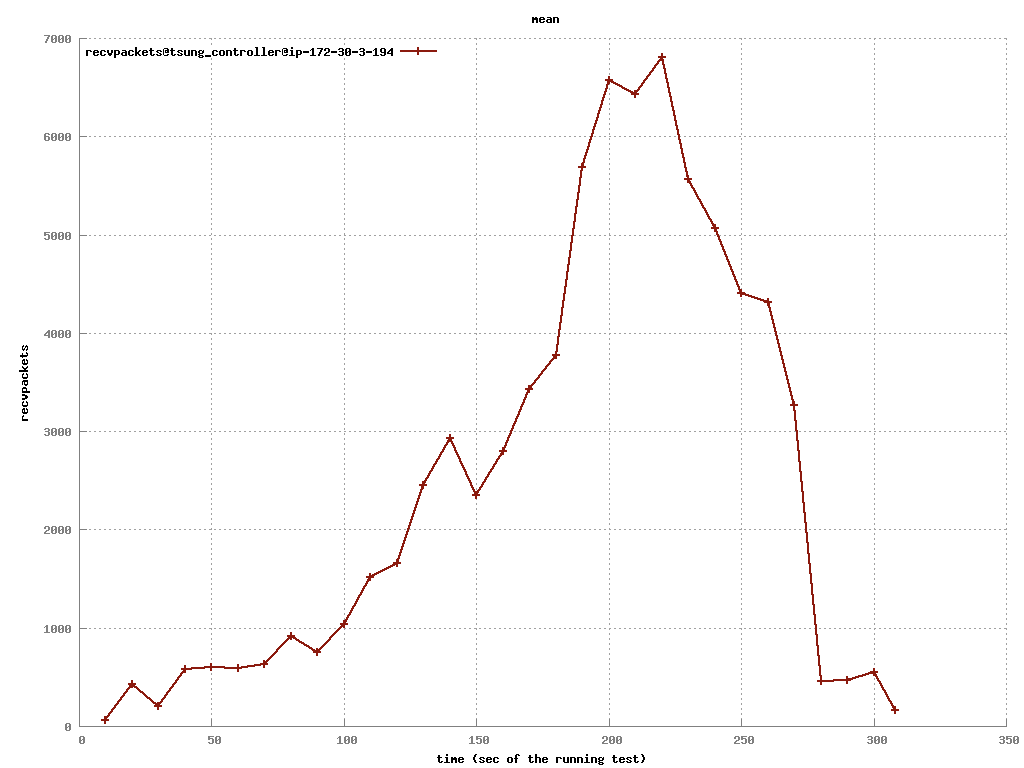 mean
recvpackets@tsung_controller@ip-172-30-3-194
7000
6000
5000
4000
3000
2000
1000
0
recvpackets
0 50 100 150 200 250 300 350
time (sec of the running test)